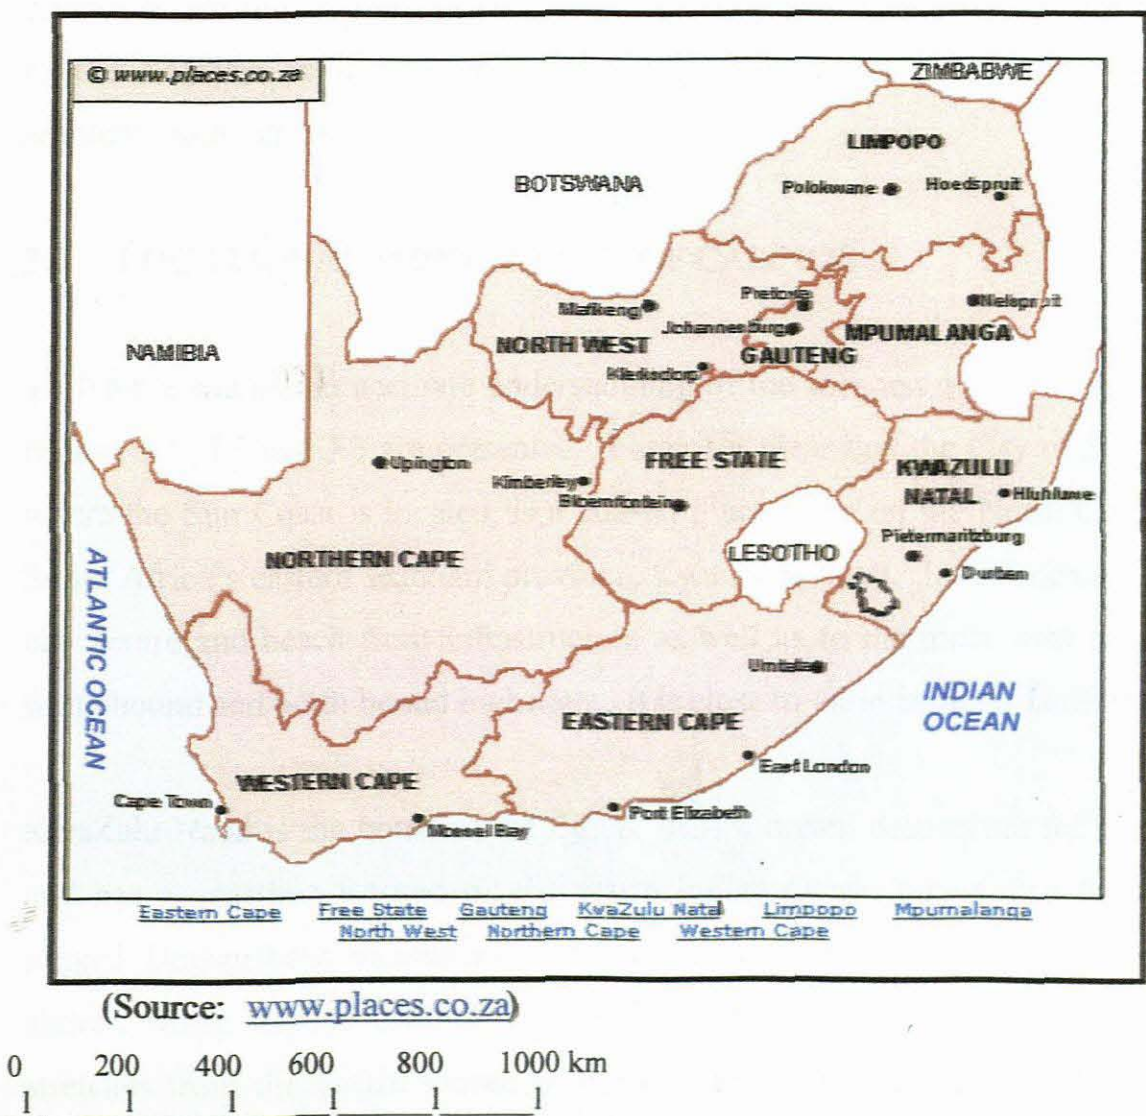 © www.places.co.za
ZIMBABWE
LIMPOPO
BOTSWANA
Polokwane
Hoedspruit
Mafikeng
Pretoria
Nelspruit
Johannesburg
NORTH WEST
GAUTENG
MPUMALANGA
NAMIBIA
Klerksdorp
Upington
FREE STATE
KWAZULU
NATAL
Kimberley
Hluhluwe
Bloemfontein
NORTHERN CAPE
LESOTHO
Pietermaritzburg
Durban
ATLANTIC OCEAN
Umtata
INDIAN
OCEAN
EASTERN CAPE
East London
WESTERN CAPE
Cape Town
Port Elizabeth
Mossel Bay
Eastern Cape Free State Gauteng KwaZulu Natal Limpopo Mpumalanga
North West Northern Cape Western Cape
(Source: www.places.co.za)
0 200 400 600 800 1000 km